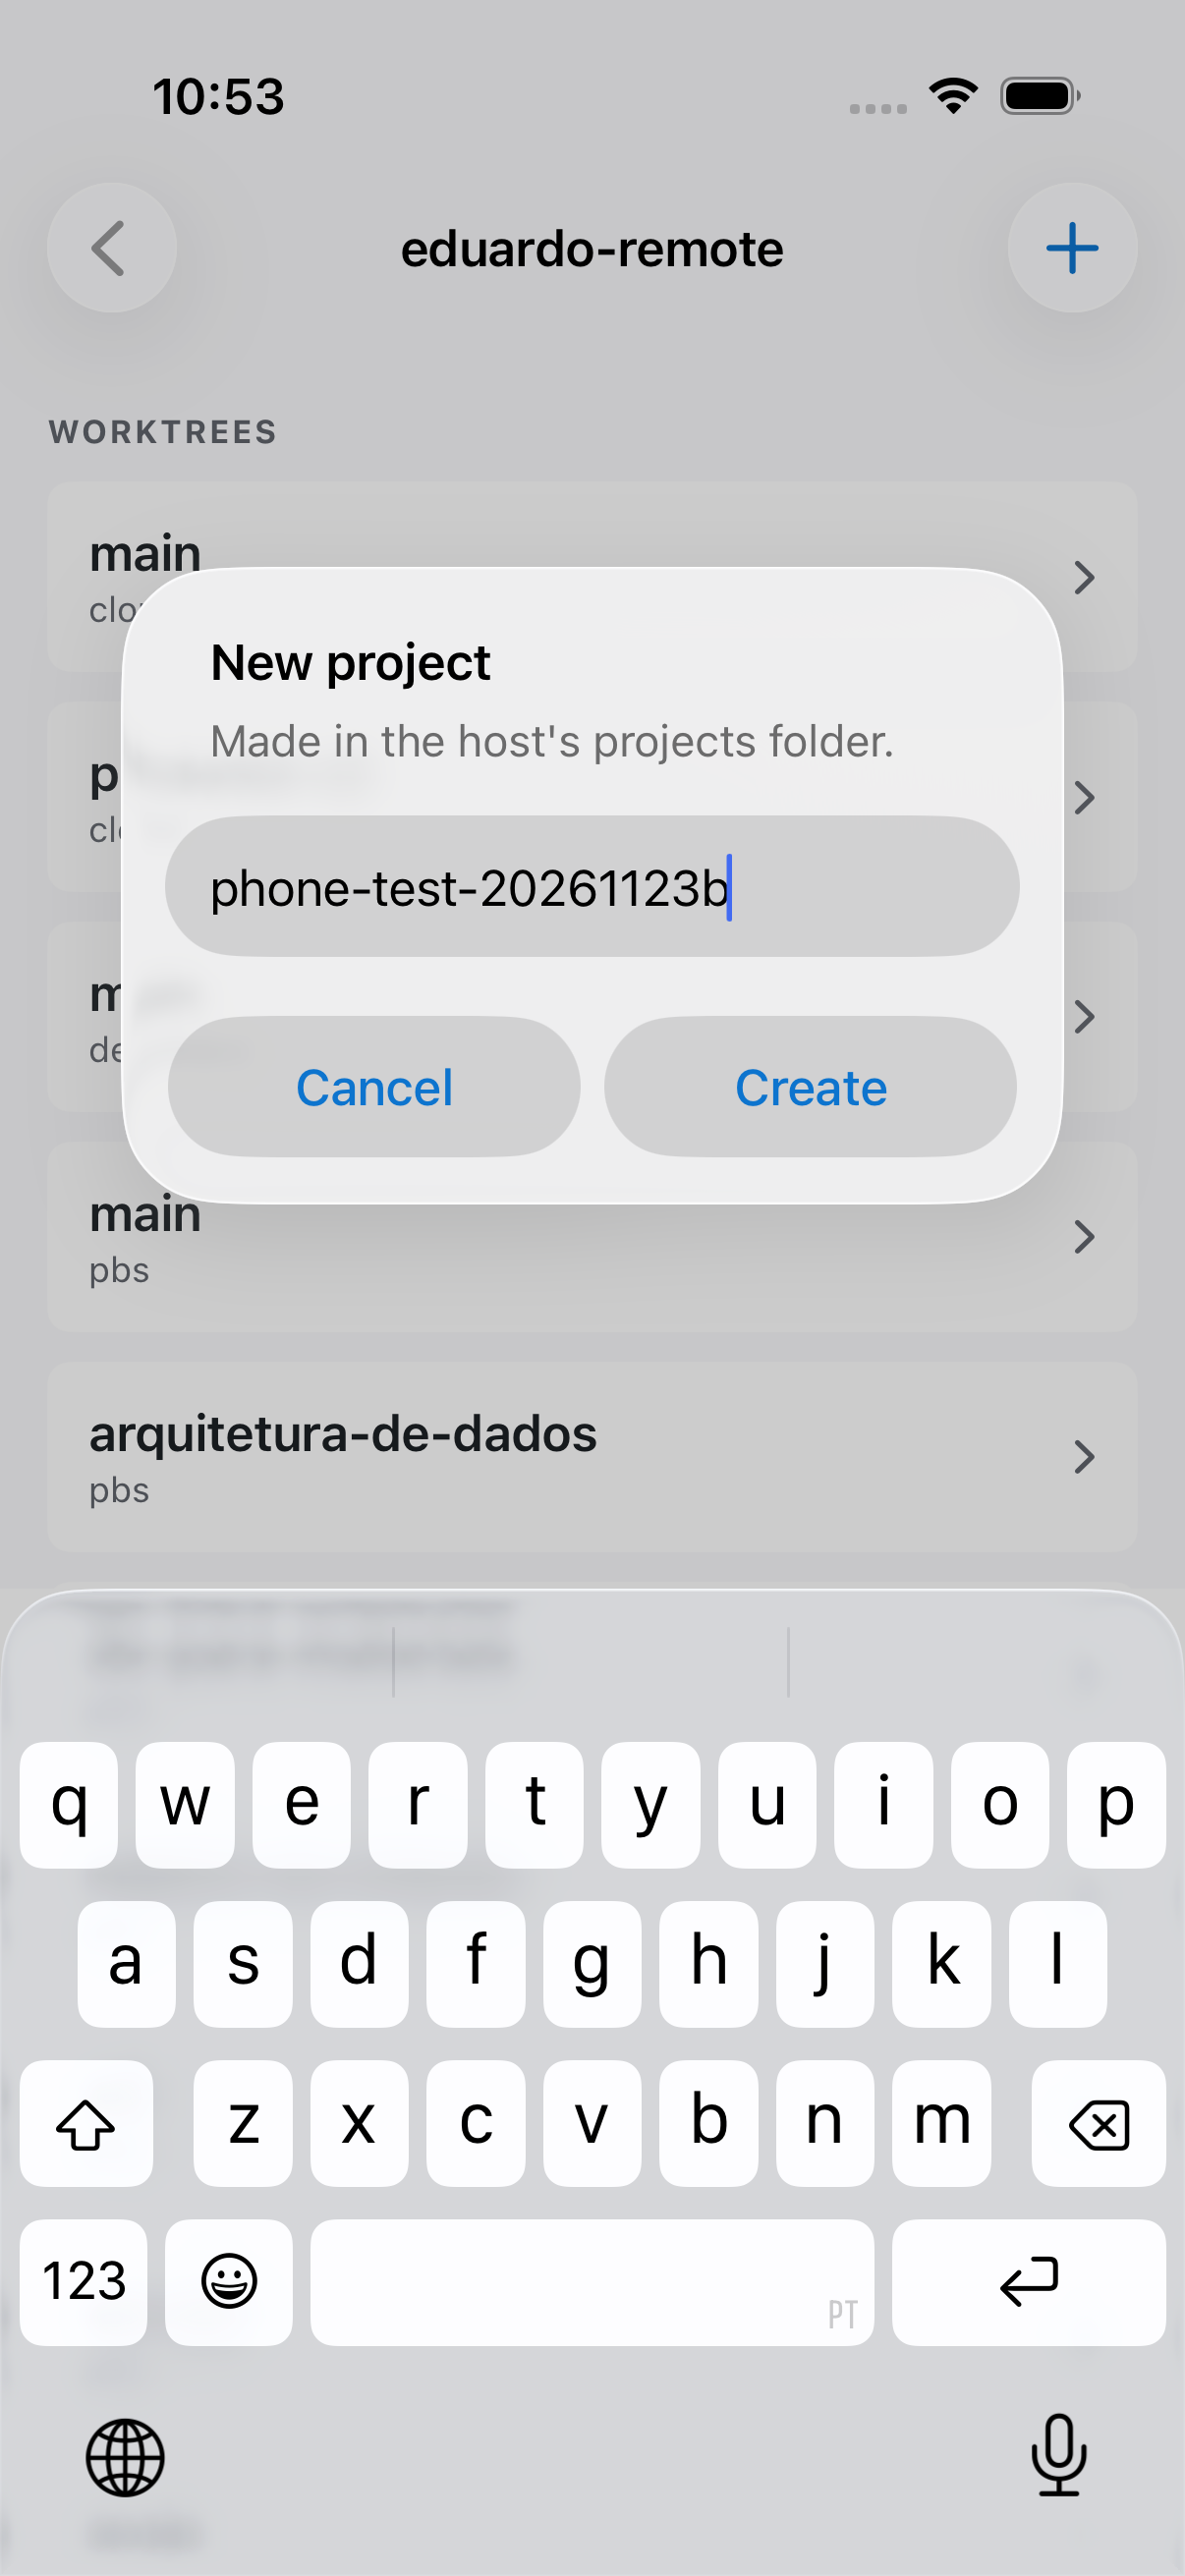 10:53
eduardo-remote
WORKTREES
main
New project
Made in the host's projects folder.
phone-test-20261123b
Cancel
Create
main
pbs
arquitetura-de-dados
pbs
q w e r t y u i o p
a s d f g h j k l
z x c v b n m
123
PT